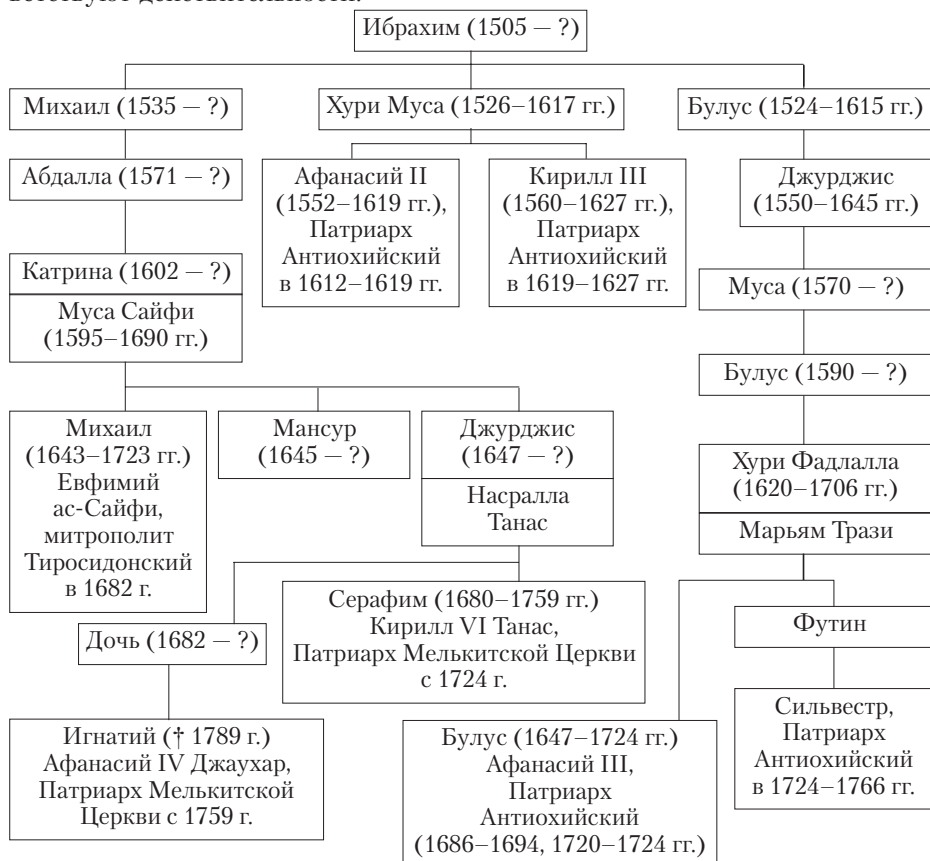 Ибрахим (1505 – ?)
Михаил (1535 – ?)
Хури Муса (1526–1617 гг.)
Булус (1524–1615 гг.)
Абдалла (1571 – ?)
Афанасий II
(1552–1619 гг.),
Патриарх
Антиохийский
в 1612–1619 гг.
Кирилл III
(1560–1627 гг.),
Патриарх
Антиохийский
в 1619–1627 гг.
Джурджис
(1550–1645 гг.)
Катрина (1602 – ?)
Муса Сайфи
(1595–1690 гг.)
Муса (1570 – ?)
Булус (1590 – ?)
Михаил
(1643–1723 гг.)
Евфимий
ас-Сайфи,
митрополит
Тиросидонский
в 1682 г.
Мансур
(1645 – ?)
Джурджис
(1647 – ?)
Насралла
Танас
Хури Фадлалла
(1620–1706 гг.)
Марьям Трази
Дочь (1682 – ?)
Серафим (1680–1759 гг.)
Кирилл VI Танас,
Патриарх Мелькитской Церкви
с 1724 г.
Футин
Игнатий († 1789 г.)
Афанасий IV Джаухар,
Патриарх Мелькитской
Церкви с 1759 г.
Булус (1647–1724 гг.)
Афанасий III,
Патриарх
Антиохийский
(1686–1694, 1720–1724 гг.)
Сильвестр,
Патриарх
Антиохийский
в 1724–1766 гг.